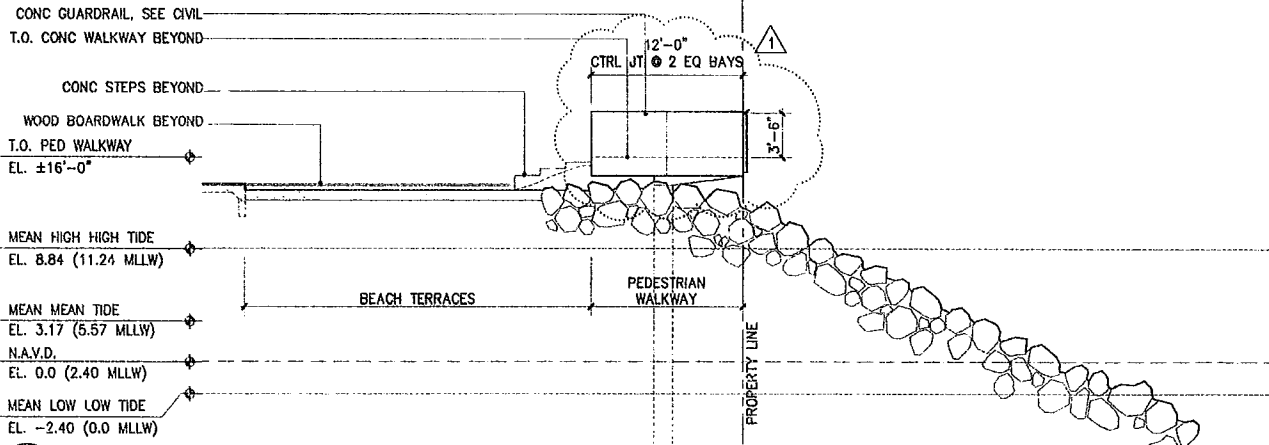 CONC GUARDRAIL, SEE CIVIL
T.O. CONC WALKWAY BEYOND
12'-0"
1
CTRL JT @ 2 EQ BAYS
CONC STEPS BEYOND
WOOD BOARDWALK BEYOND
3'-6"
T.O. PED WALKWAY
EL. ±16'-0"
MEAN HIGH HIGH TIDE
EL. 8.84 (11.24 MLLW)
BEACH TERRACES
PEDESTRIAN
WALKWAY
MEAN MEAN TIDE
EL. 3.17 (5.57 MLLW)
PROPERTY LINE
N.A.V.D.
EL. 0.0 (2.40 MLLW)
MEAN LOW LOW TIDE
EL. -2.40 (0.0 MLLW)